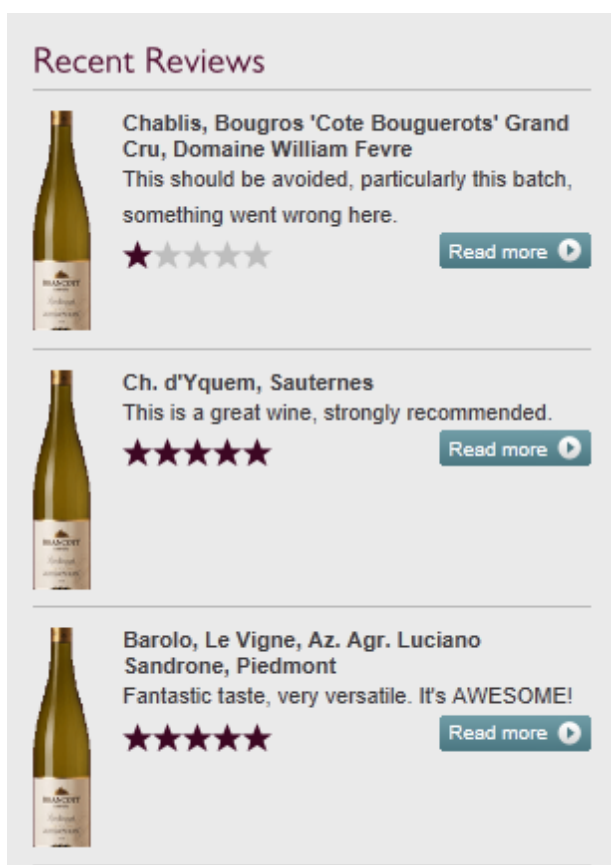 Recent Reviews
Chablis, Bougros 'Cote Bouguerots' Grand
Cru, Domaine William Fevre
This should be avoided, particularly this batch,
something went wrong here.
Read more
Ch. d'Yquem, Sauternes
This is a great wine, strongly recommended.
Read more
Barolo, Le Vigne, Az. Agr. Luciano
Sandrone, Piedmont
Fantastic taste, very versatile. It's AWESOME!
Read more